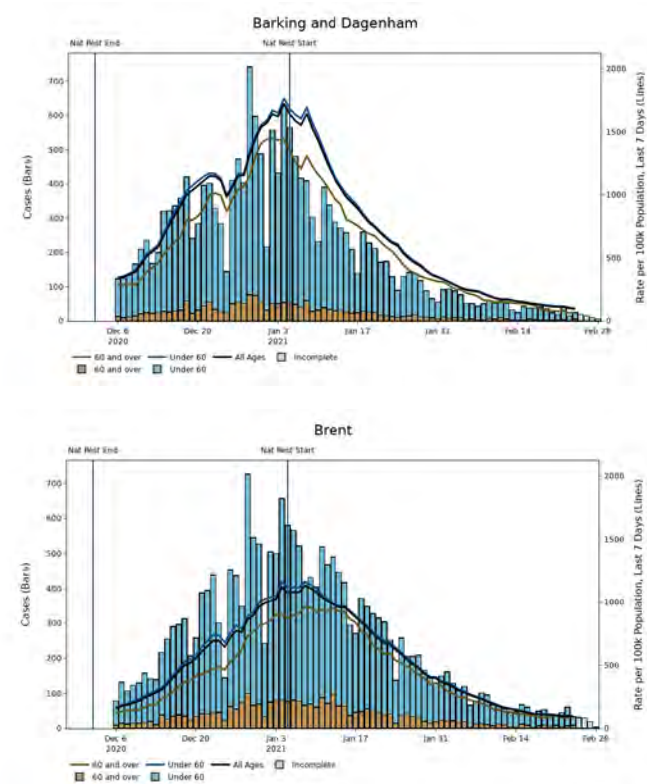 Barking and Dagenham
Nat Rest End Nat Rest Start
700
600
500
400
300
200
100
0
Cases (Bars)
2000
1500
1000
500
0
Rate per 100k Population, Last 7 Days (Lines)
Dec 6 Dec 20 Jan 3 Jan 17 Jan 31 Feb 14 Feb 28
2020 2021
60 and over Under 60 All Ages Incomplete
60 and over Under 60
Brent
Nat Rest End Nat Rest Start
700
600
500
400
300
200
100
0
Cases (Bars)
2000
1500
1000
500
0
Rate per 100k Population, Last 7 Days (Lines)
Dec 6 Dec 20 Jan 3 Jan 17 Jan 31 Feb 14 Feb 28
2020 2021
60 and over Under 60 All Ages Incomplete
60 and over Under 60